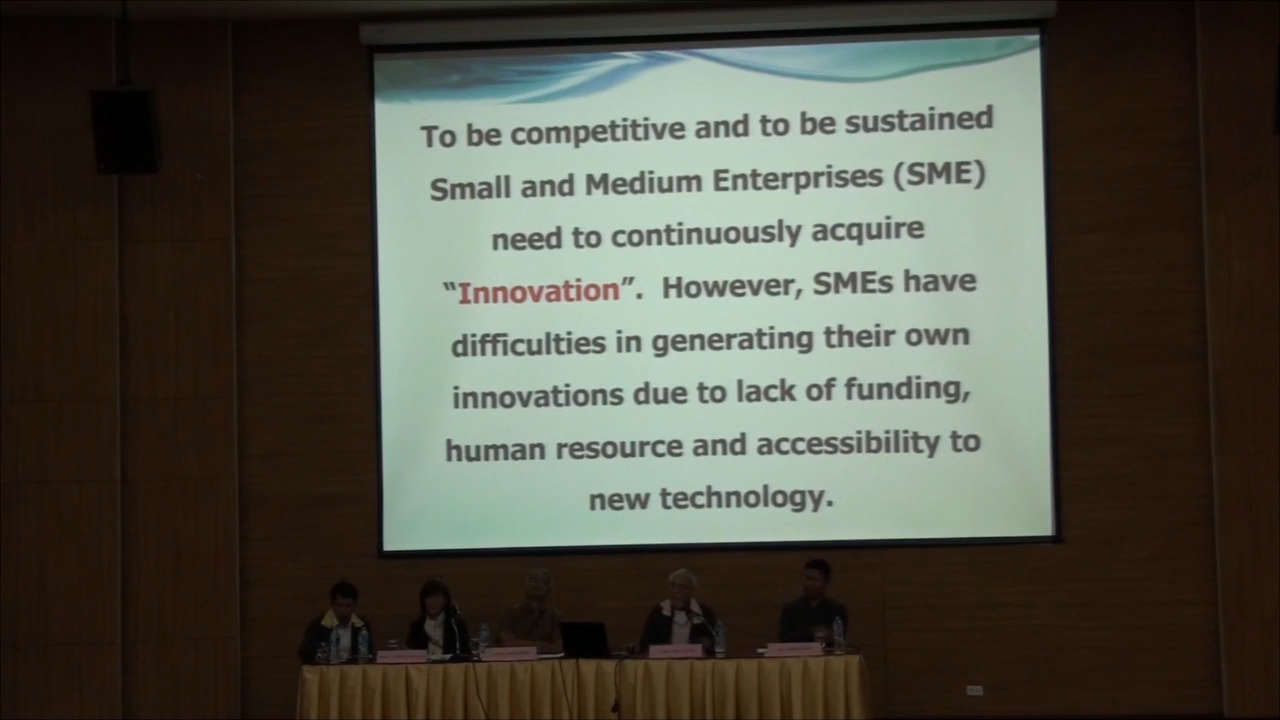 To be competitive and to be sustained
Small and Medium Enterprises (SME)
need to continuously acquire
“Innovation”.  However, SMEs have
difficulties in generating their own
innovations due to lack of funding,
human resource and accessibility to
new technology.